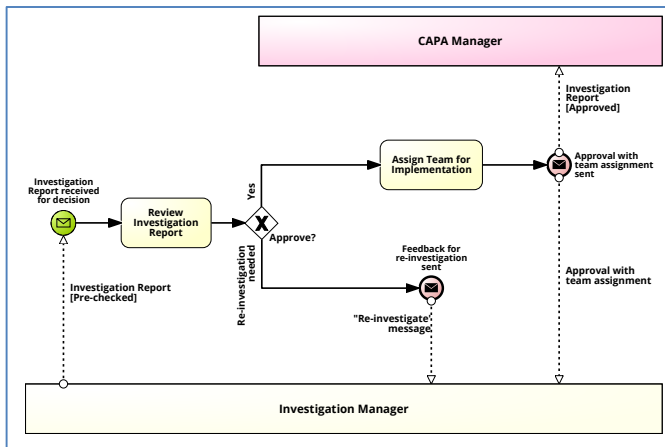 CAPA Manager
Investigation
Report
[Approved]
Assign Team for
Implementation
Approval with
team assignment
sent
Investigation
Report received
for decision
Review
Investigation
Report
Yes
Approve?
Re-investigation
needed
Feedback for
re-investigation
sent
Investigation Report
[Pre-checked]
Approval with
team assignment
"Re-investigate"
message
Investigation Manager